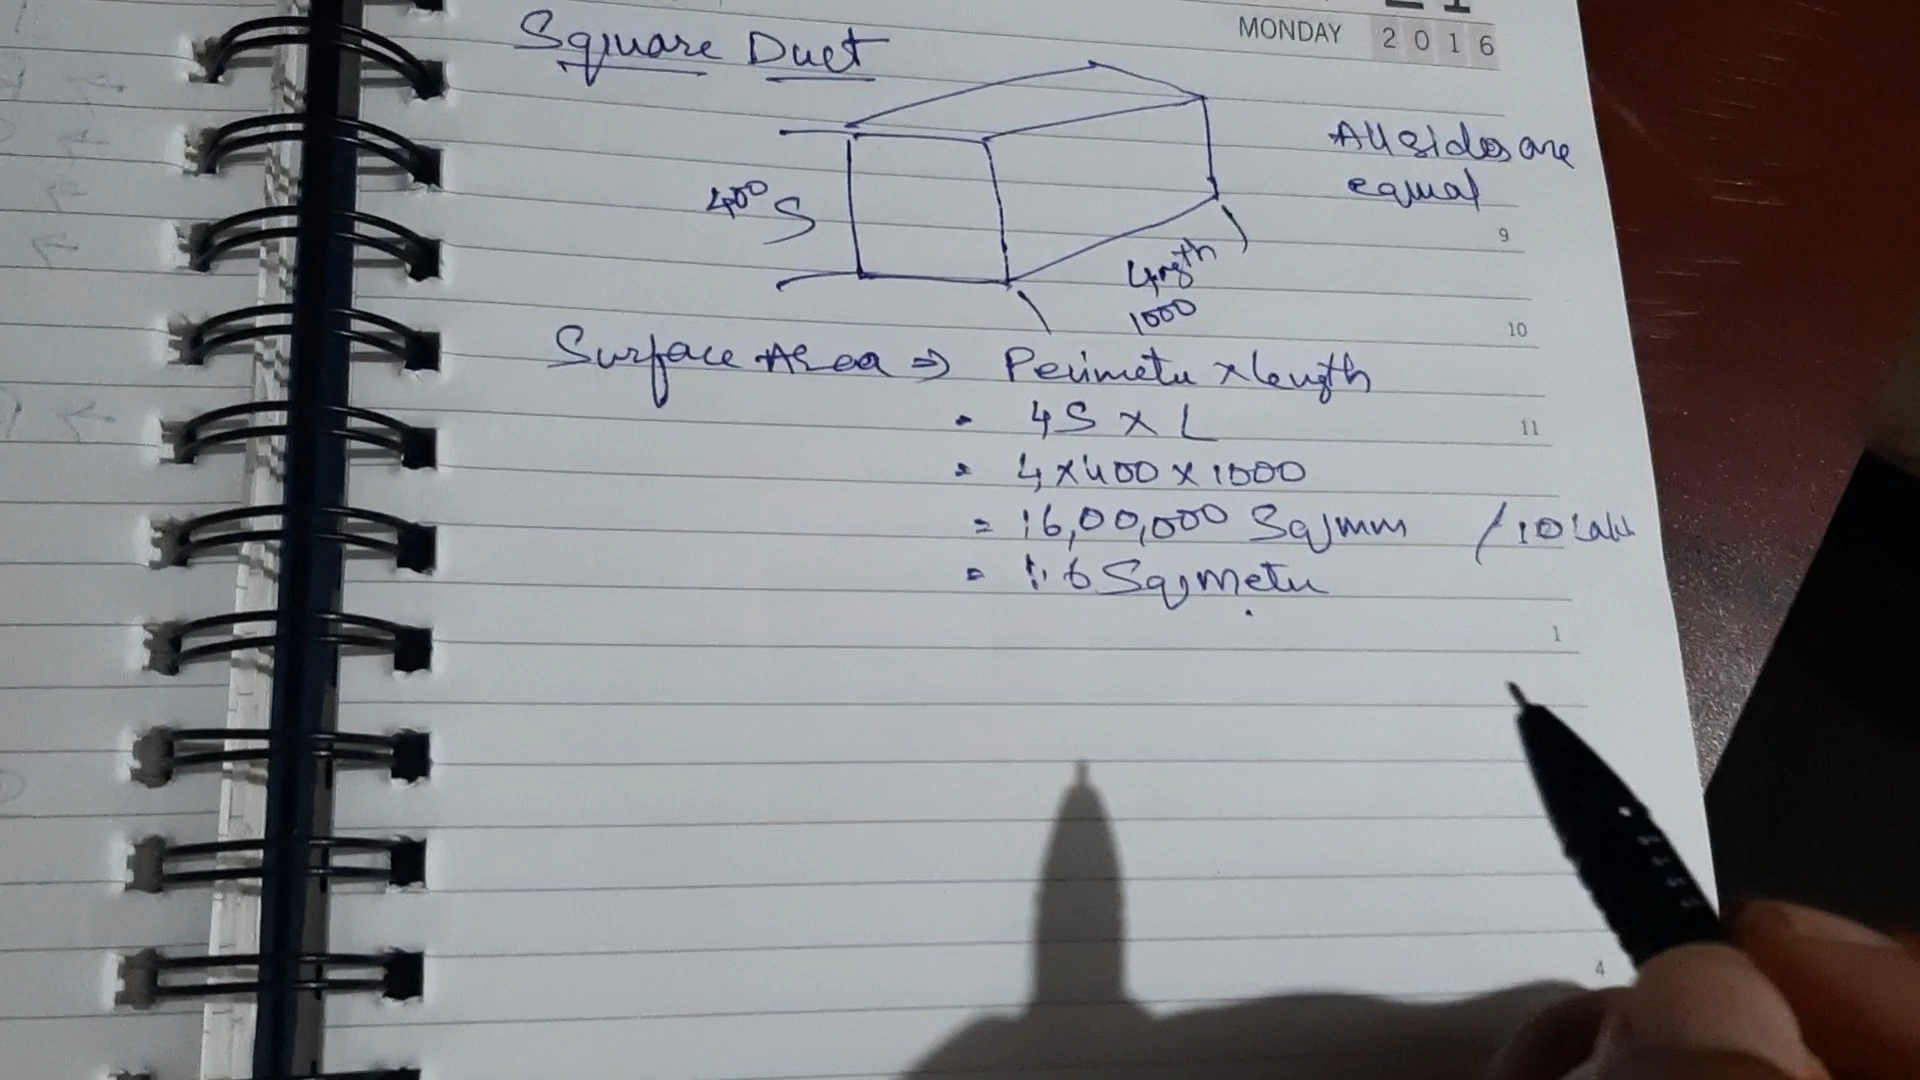 MONDAY 2016
Square Duct
All sides are
equal
400 S
9
Length
1000
10
Surface Area ⇒ Perimeter × length
= 4S × L
11
= 4×400×1000
= 16,00,000 Sq,mm /10 Lakh
= 1.6 Sq,meter
1
4